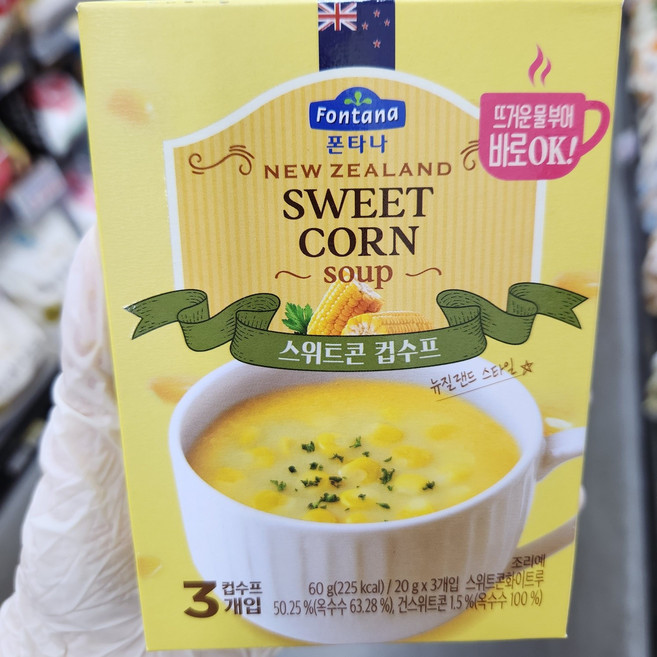 Fontana
폰타나
뜨거운 물 부어
바로OK!
NEW ZEALAND
SWEET
CORN
soup
스위트콘 컵수프
뉴질랜드 스타일
조리예
3 컵수프
개입
60 g(225 kcal) / 20 g x 3개입 스위트콘화이트루
50.25 %(옥수수 63.28 %), 건스위트콘 1.5 %(옥수수 100 %)